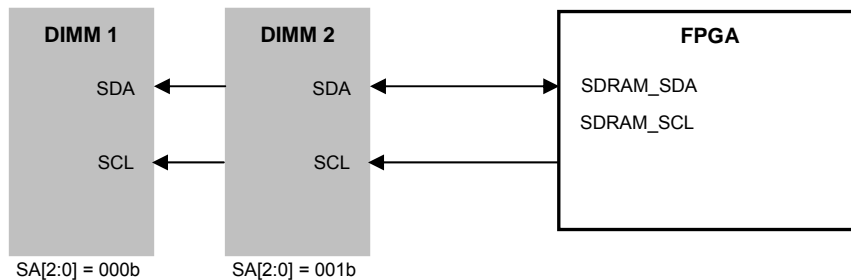 DIMM 1 DIMM 2 FPGA
SDA SDA SDRAM_SDA
SDRAM_SCL
SCL SCL
SA[2:0] = 000b SA[2:0] = 001b